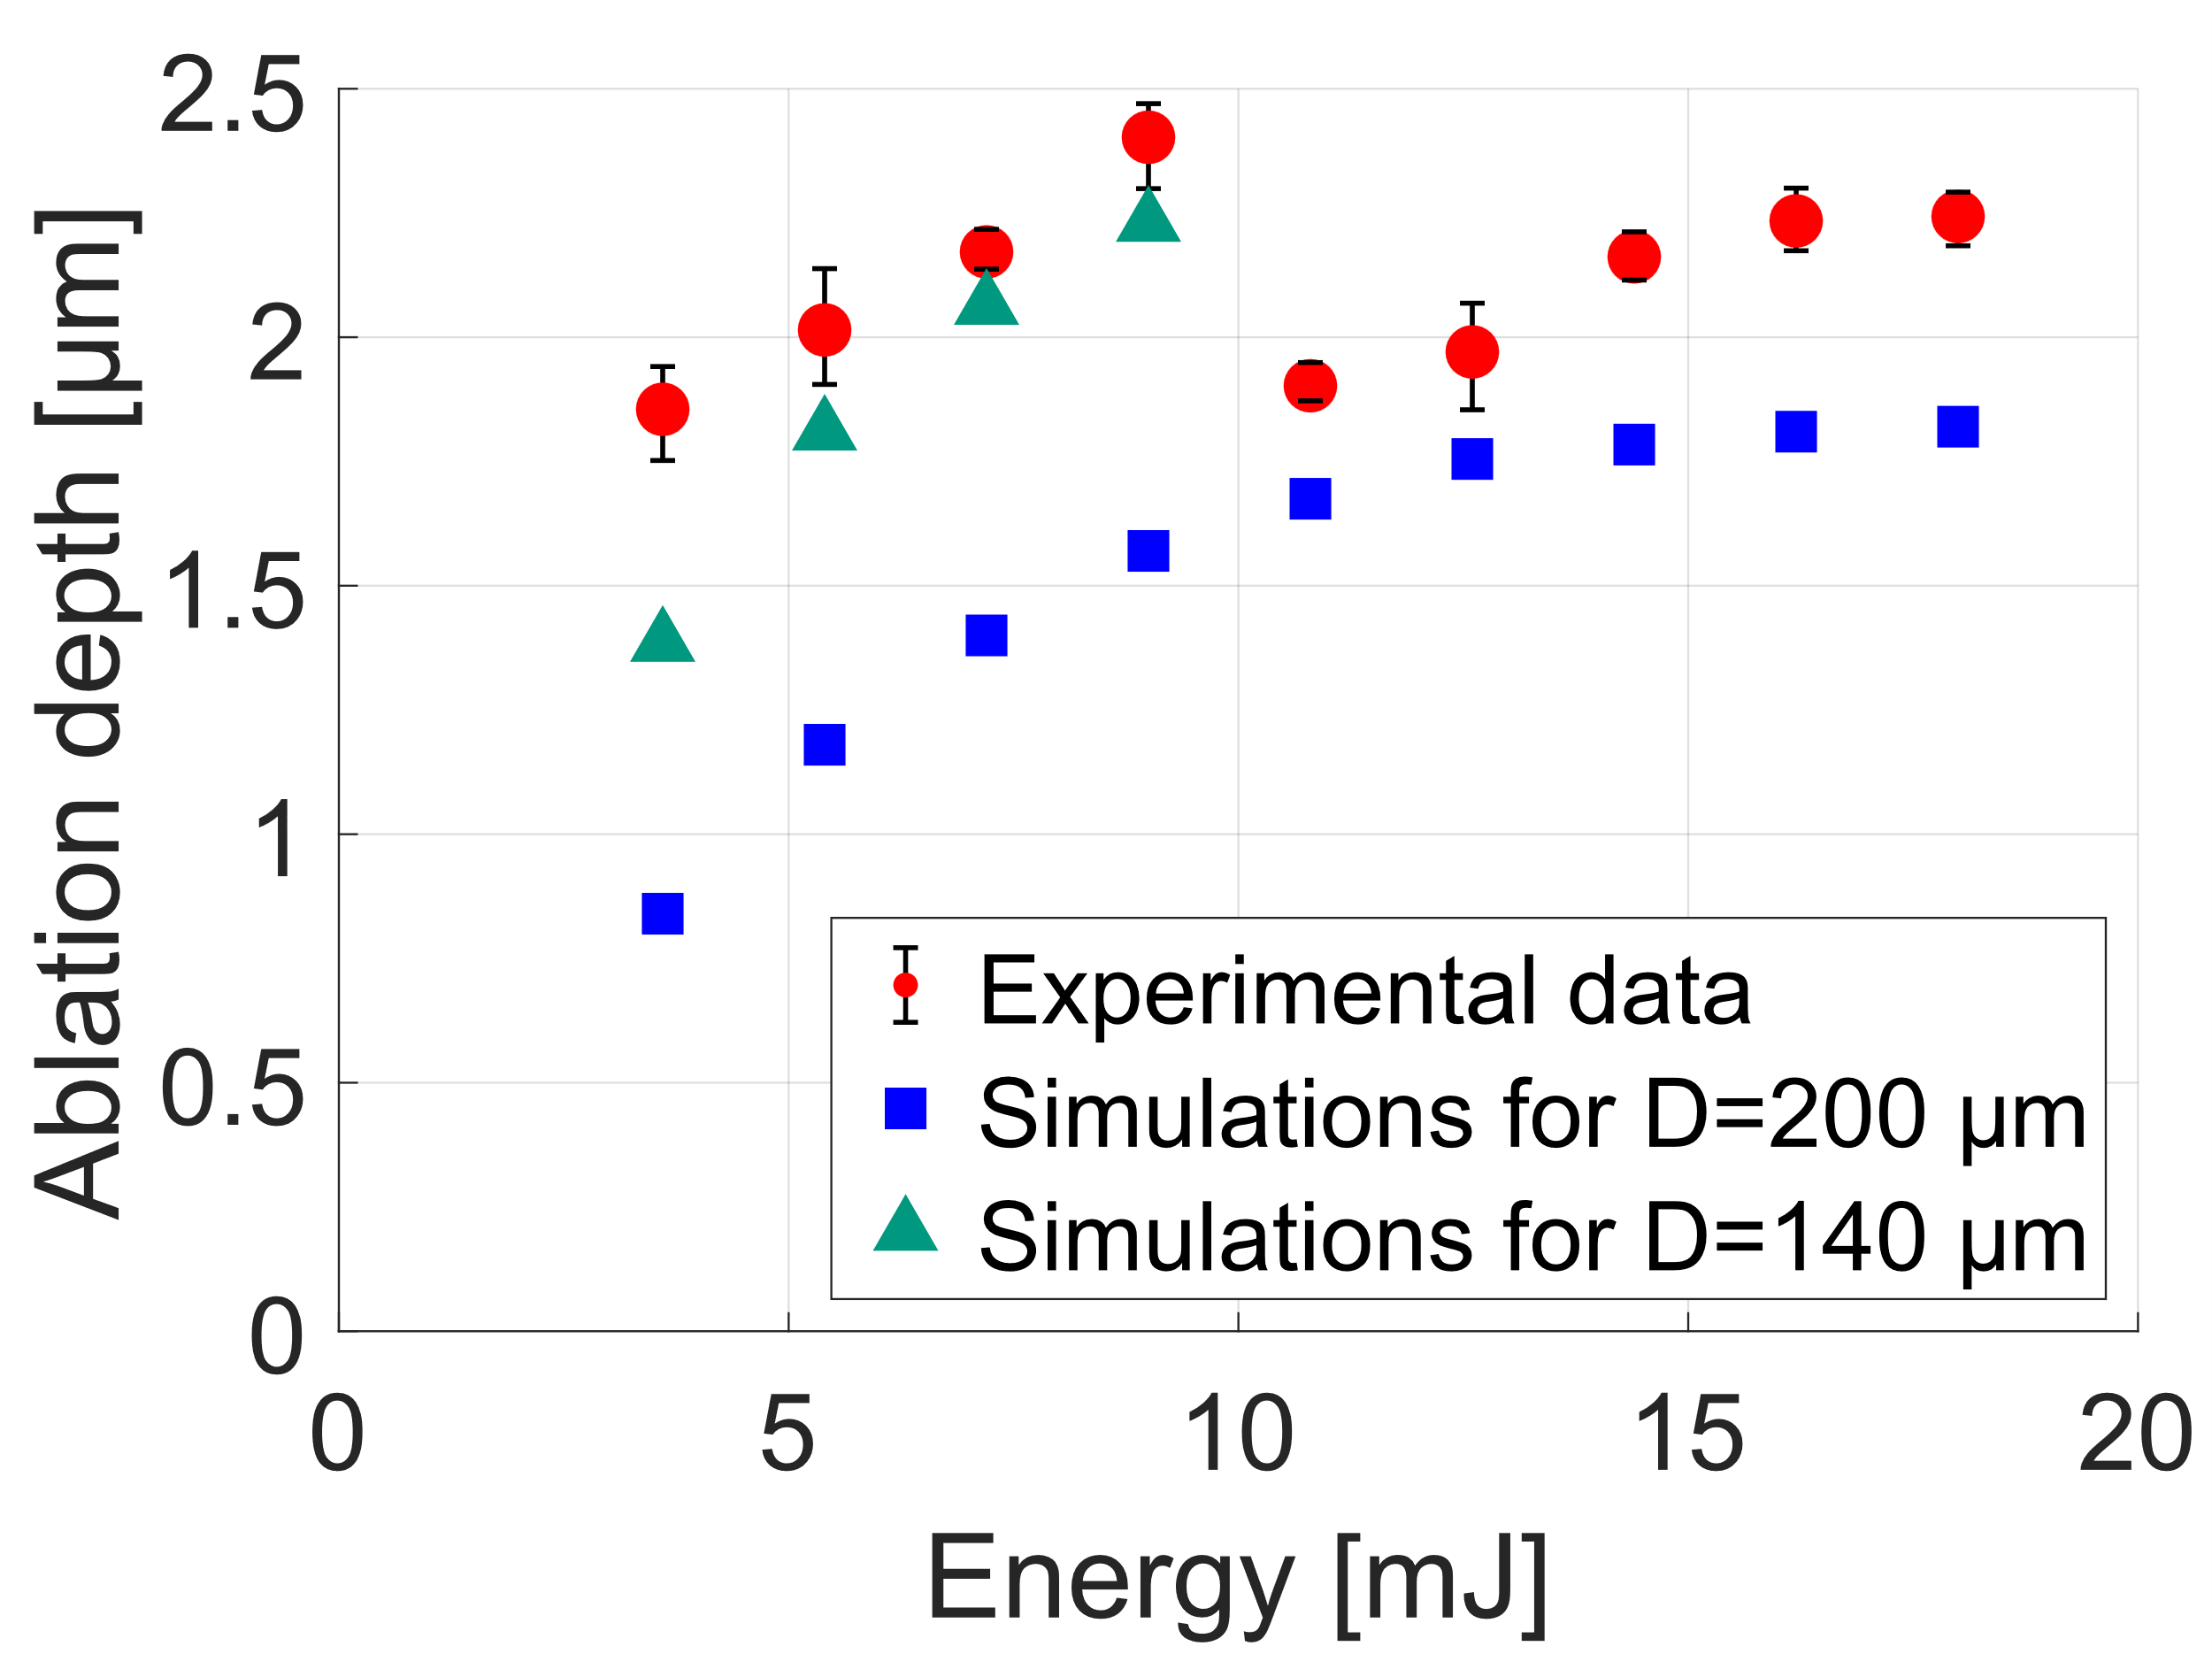 2.5
2
1.5
1
0.5
0
Ablation depth [µm]
Experimental data
Simulations for D=200 µm
Simulations for D=140 µm
0 5 10 15 20
Energy [mJ]